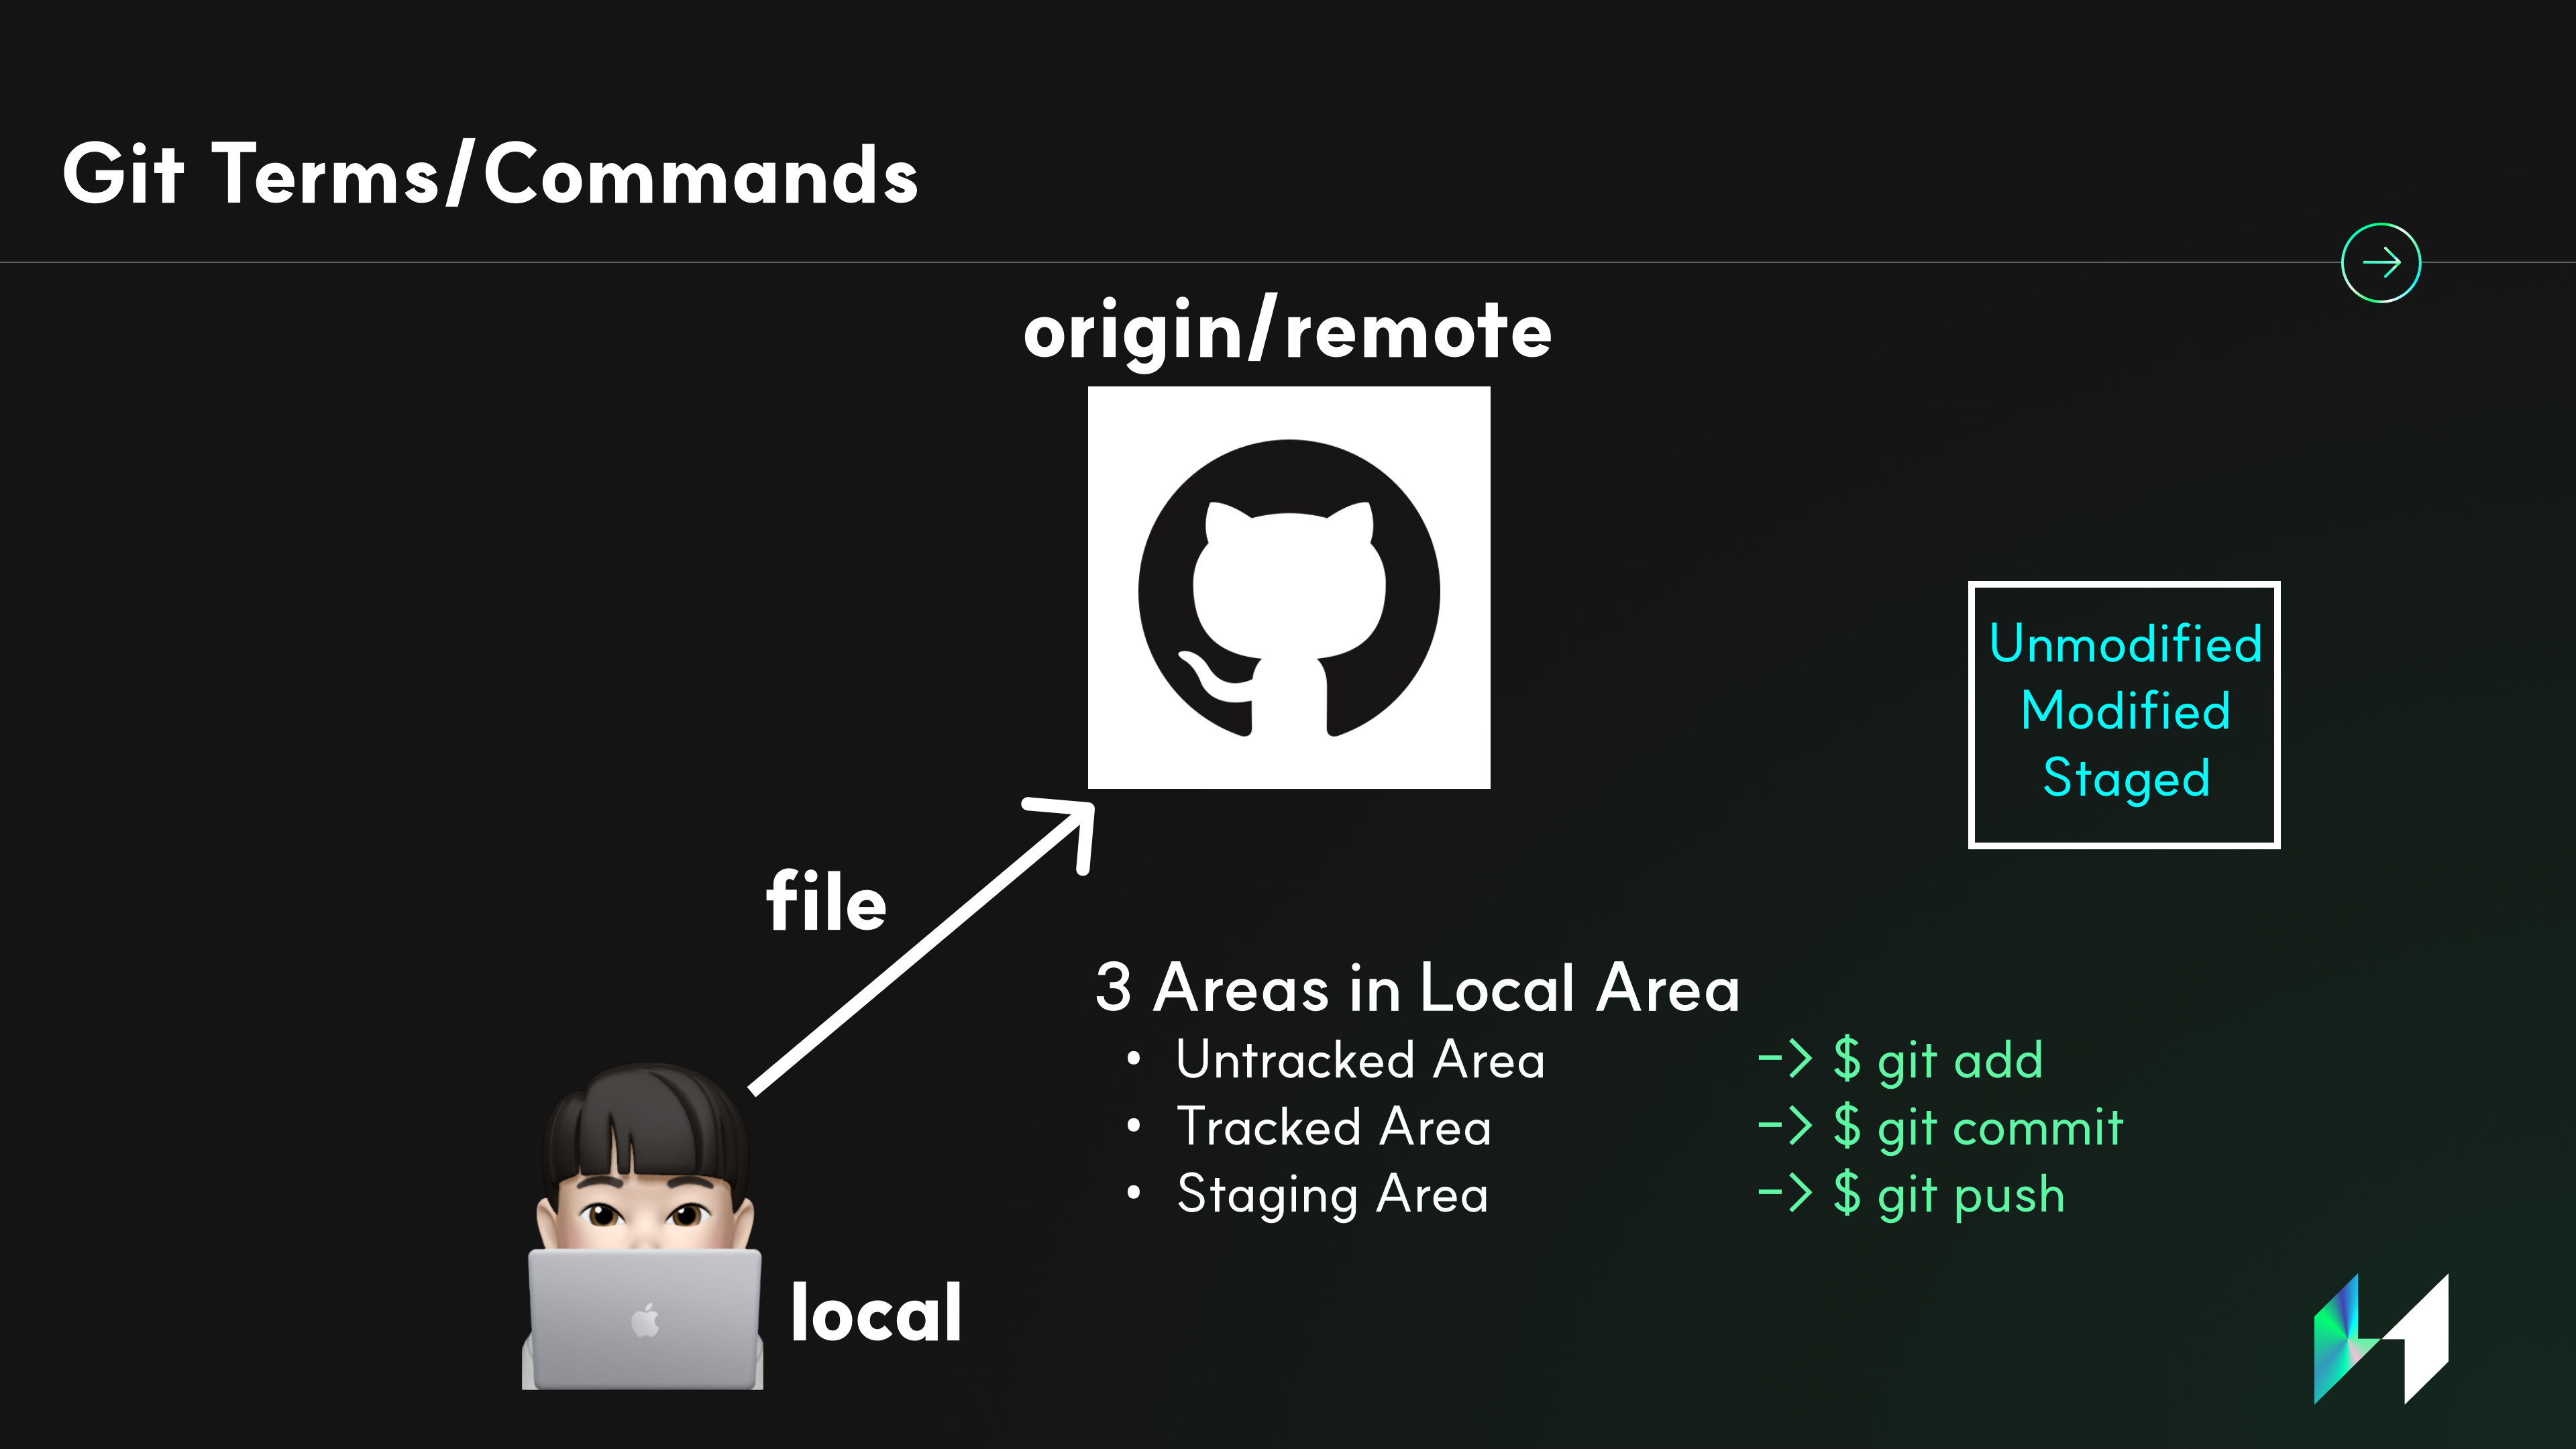 Git Terms/Commands
origin/remote
Unmodified
Modified
Staged
file
3 Areas in Local Area
• Untracked Area -> $ git add
• Tracked Area -> $ git commit
• Staging Area -> $ git push
local